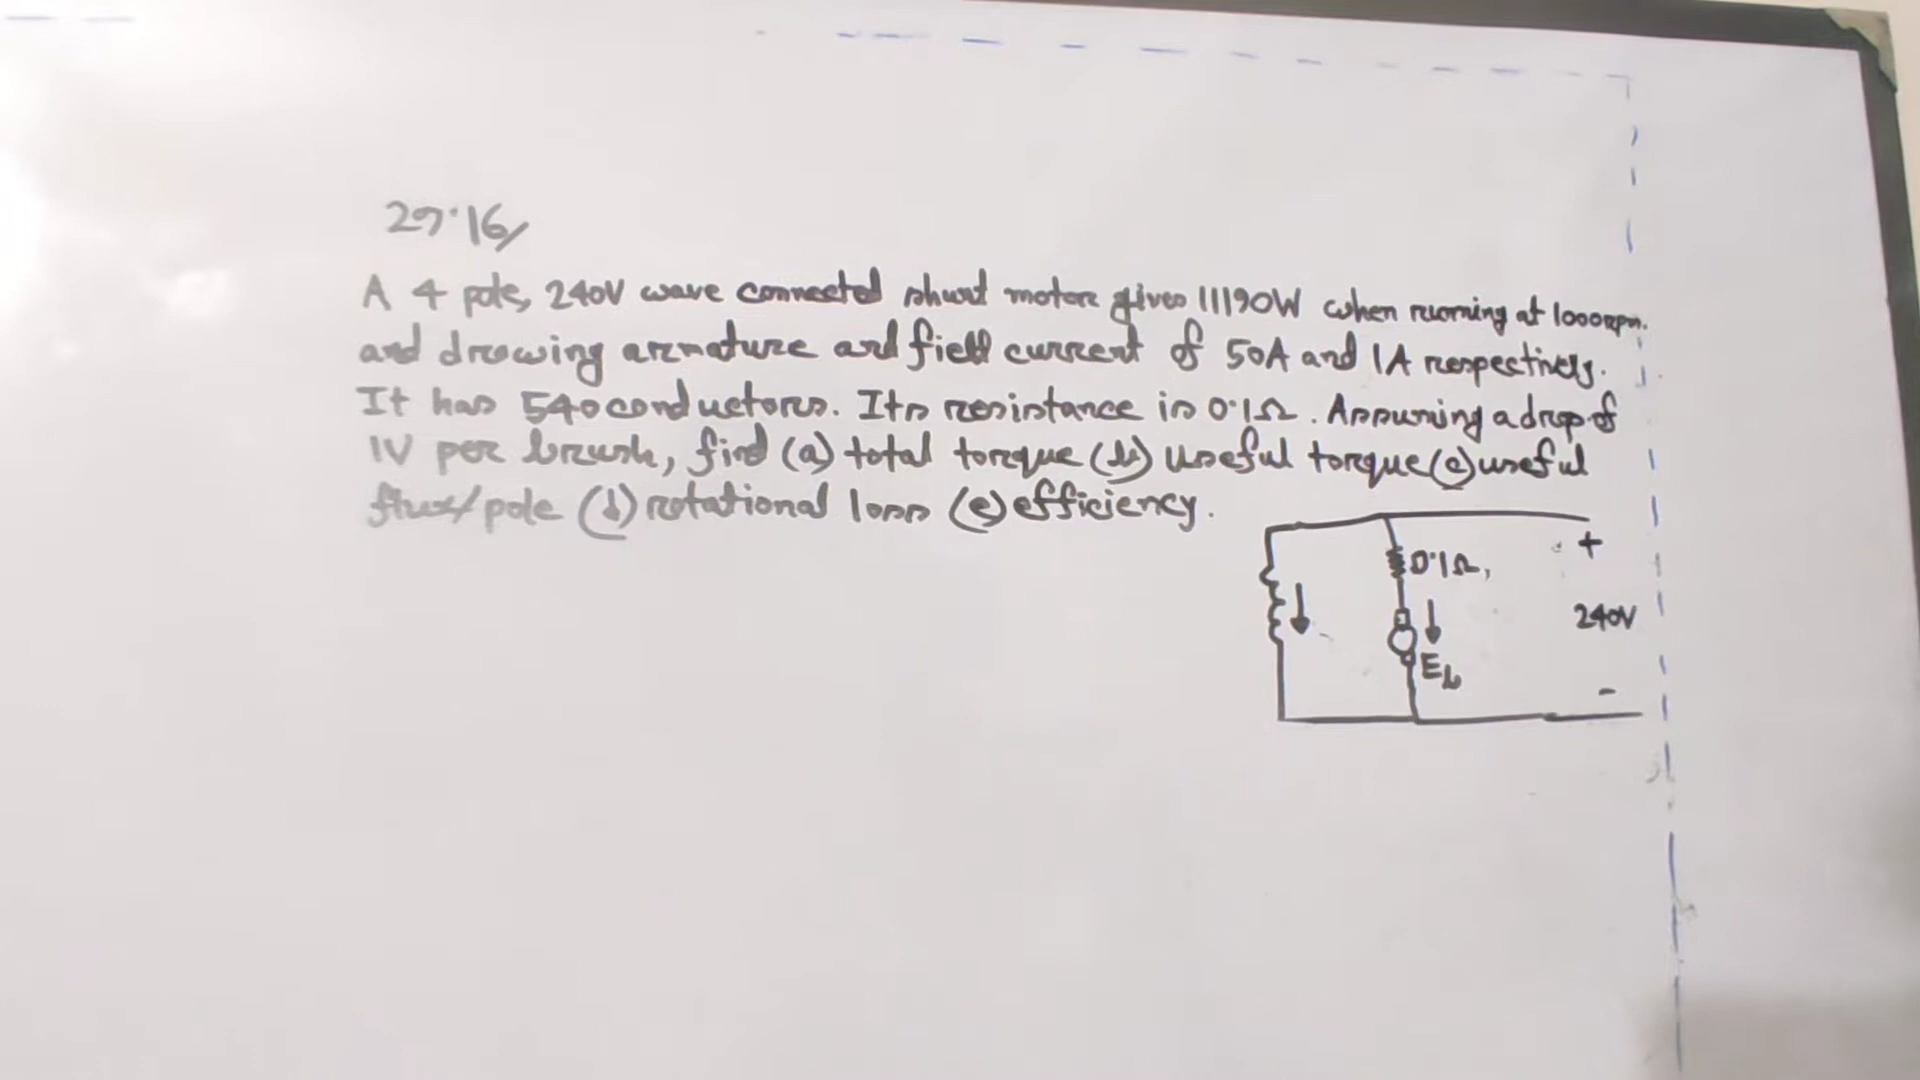 29.16/
A 4 pole, 240V wave connected shunt motor gives 11190W when running at 1000rpm.
and drawing armature and field current of 50A and 1A respectively.
It has 540 conductors. Its resistance is 0.1Ω. Assuming a drop of
1V per brush, find (a) total torque (b) useful torque (c) useful
flux/pole (d) rotational loss (e) efficiency.
0.1Ω,
+
240V
Eb
-